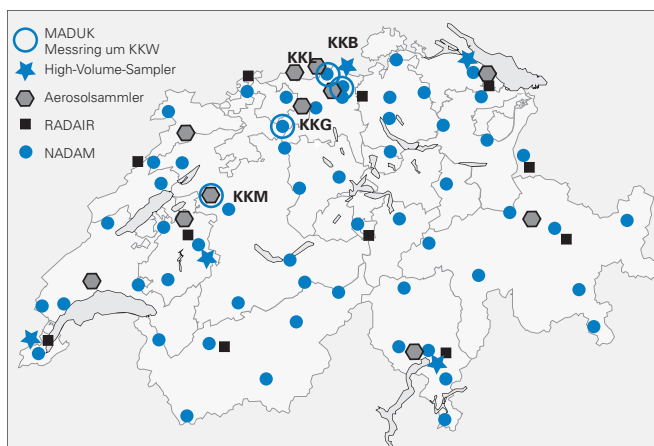 MADUK
Messring um KKW
High-Volume-Sampler
Aerosolsammler
RADAIR
NADAM
KKB
KKL
KKG
KKM